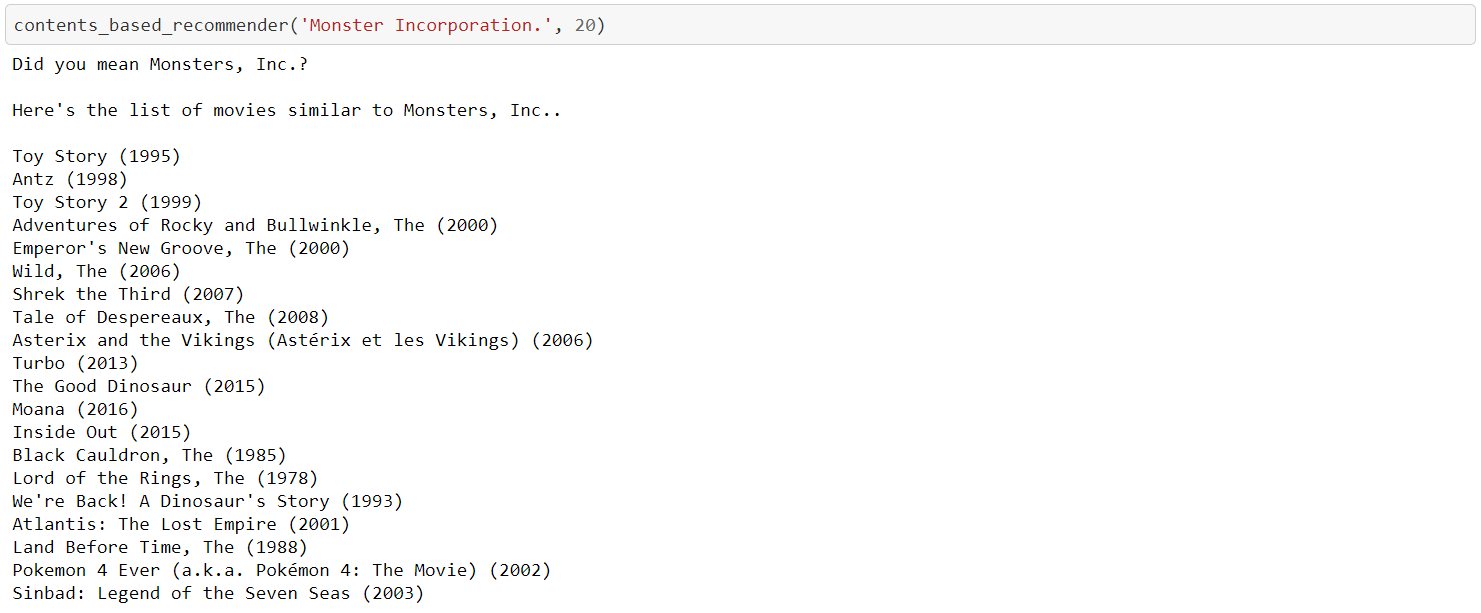 contents_based_recommender('Monster Incorporation.', 20)
Did you mean Monsters, Inc.?
Here's the list of movies similar to Monsters, Inc..
Toy Story (1995)
Antz (1998)
Toy Story 2 (1999)
Adventures of Rocky and Bullwinkle, The (2000)
Emperor's New Groove, The (2000)
Wild, The (2006)
Shrek the Third (2007)
Tale of Despereaux, The (2008)
Asterix and the Vikings (Astérix et les Vikings) (2006)
Turbo (2013)
The Good Dinosaur (2015)
Moana (2016)
Inside Out (2015)
Black Cauldron, The (1985)
Lord of the Rings, The (1978)
We're Back! A Dinosaur's Story (1993)
Atlantis: The Lost Empire (2001)
Land Before Time, The (1988)
Pokemon 4 Ever (a.k.a. Pokémon 4: The Movie) (2002)
Sinbad: Legend of the Seven Seas (2003)